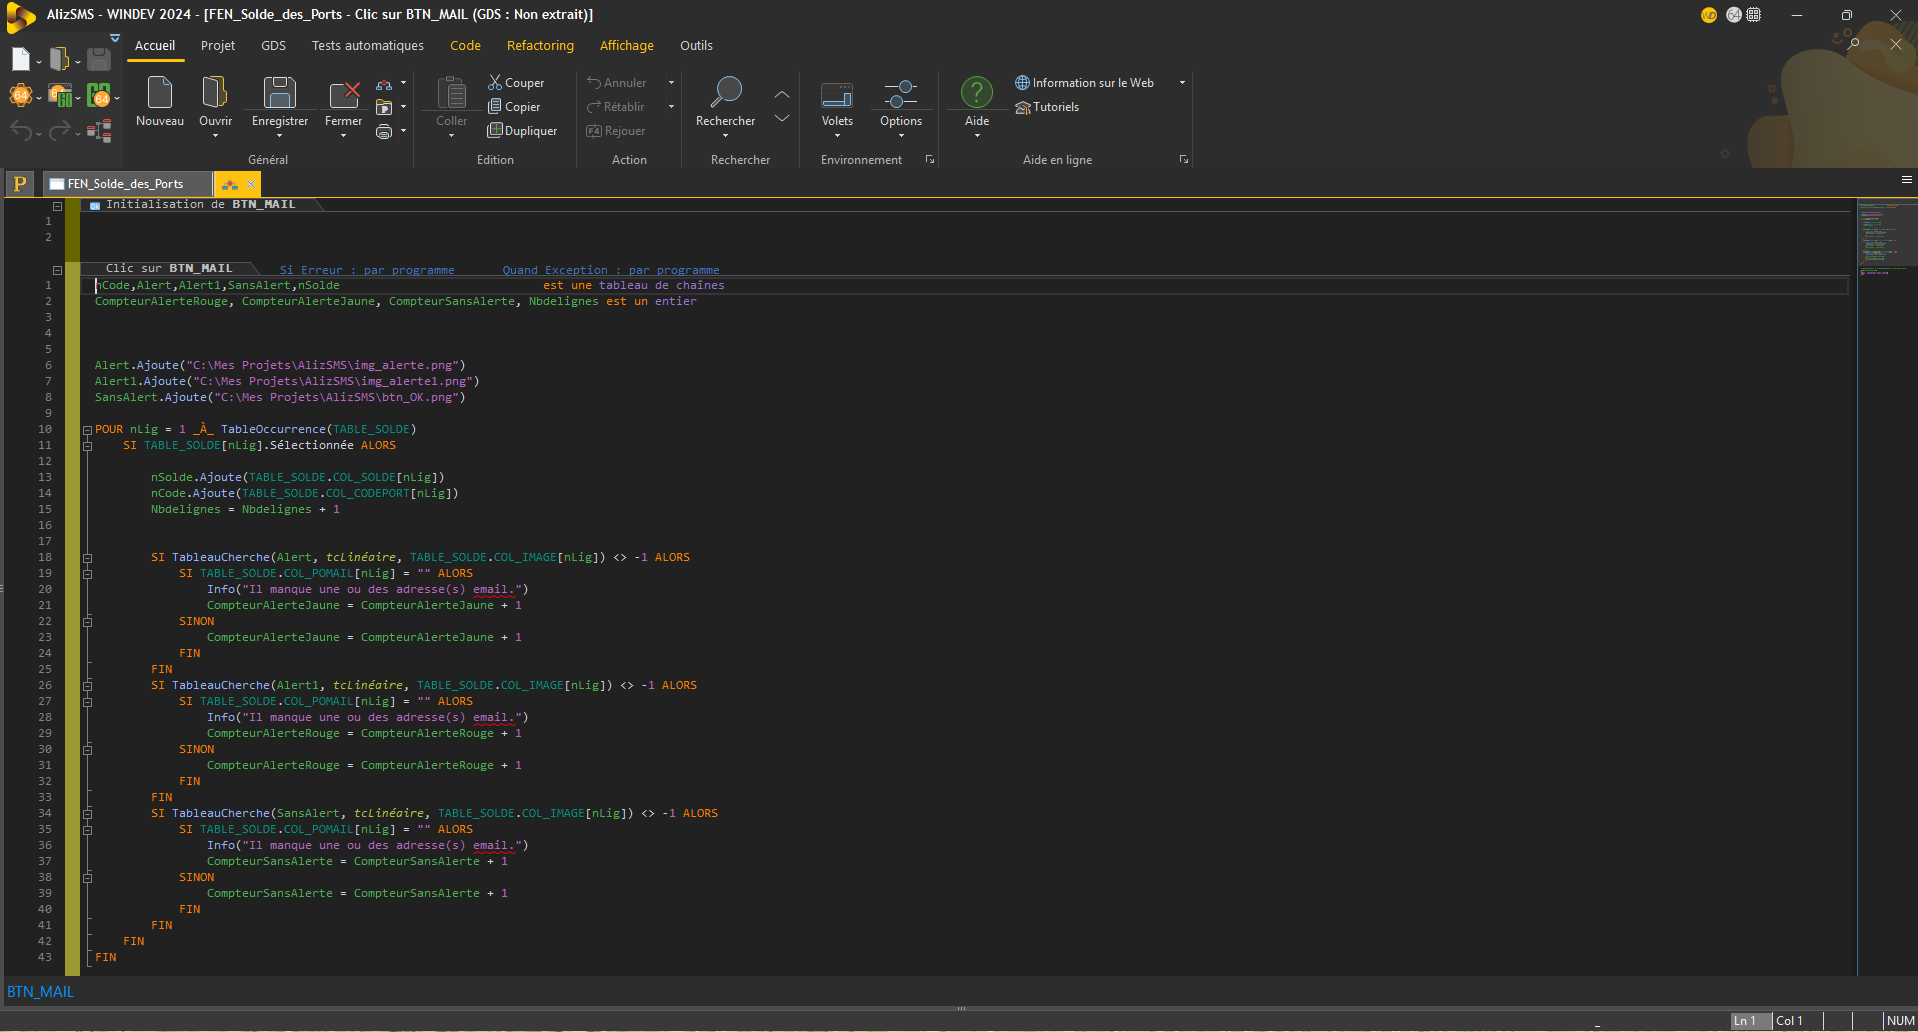 AlizSMS - WINDEV 2024 - [FEN_Solde_des_Ports - Clic sur BTN_MAIL (GDS : Non extrait)]
WD 64
Accueil Projet GDS Tests automatiques Code Refactoring Affichage Outils
64 GO 64
Nouveau Ouvrir Enregistrer Fermer
Général
Coller Couper
Copier
Dupliquer
Edition
Annuler
Rétablir
F4 Rejouer
Action
Rechercher
Rechercher
Volets Options
Environnement
Aide Information sur le Web
Tutoriels
Aide en ligne
P FEN_Solde_des_Ports
Initialisation de BTN_MAIL
1
2
Clic sur BTN_MAIL Si Erreur : par programme Quand Exception : par programme
1 nCode,Alert,Alert1,SansAlert,nSolde est une tableau de chaînes
2 CompteurAlerteRouge, CompteurAlerteJaune, CompteurSansAlerte, Nbdelignes est un entier
3
4
5
6 Alert.Ajoute("C:\Mes Projets\AlizSMS\img_alerte.png")
7 Alert1.Ajoute("C:\Mes Projets\AlizSMS\img_alerte1.png")
8 SansAlert.Ajoute("C:\Mes Projets\AlizSMS\btn_OK.png")
9
10 POUR nLig = 1 _À_ TableOccurrence(TABLE_SOLDE)
11 SI TABLE_SOLDE[nLig].Sélectionnée ALORS
12
13 nSolde.Ajoute(TABLE_SOLDE.COL_SOLDE[nLig])
14 nCode.Ajoute(TABLE_SOLDE.COL_CODEPORT[nLig])
15 Nbdelignes = Nbdelignes + 1
16
17
18 SI TableauCherche(Alert, tcLinéaire, TABLE_SOLDE.COL_IMAGE[nLig]) <> -1 ALORS
19 SI TABLE_SOLDE.COL_POMAIL[nLig] = "" ALORS
20 Info("Il manque une ou des adresse(s) email.")
21 CompteurAlerteJaune = CompteurAlerteJaune + 1
22 SINON
23 CompteurAlerteJaune = CompteurAlerteJaune + 1
24 FIN
25 FIN
26 SI TableauCherche(Alert1, tcLinéaire, TABLE_SOLDE.COL_IMAGE[nLig]) <> -1 ALORS
27 SI TABLE_SOLDE.COL_POMAIL[nLig] = "" ALORS
28 Info("Il manque une ou des adresse(s) email.")
29 CompteurAlerteRouge = CompteurAlerteRouge + 1
30 SINON
31 CompteurAlerteRouge = CompteurAlerteRouge + 1
32 FIN
33 FIN
34 SI TableauCherche(SansAlert, tcLinéaire, TABLE_SOLDE.COL_IMAGE[nLig]) <> -1 ALORS
35 SI TABLE_SOLDE.COL_POMAIL[nLig] = "" ALORS
36 Info("Il manque une ou des adresse(s) email.")
37 CompteurSansAlerte = CompteurSansAlerte + 1
38 SINON
39 CompteurSansAlerte = CompteurSansAlerte + 1
40 FIN
41 FIN
42 FIN
43 FIN
BTN_MAIL
Ln 1 Col 1 NUM